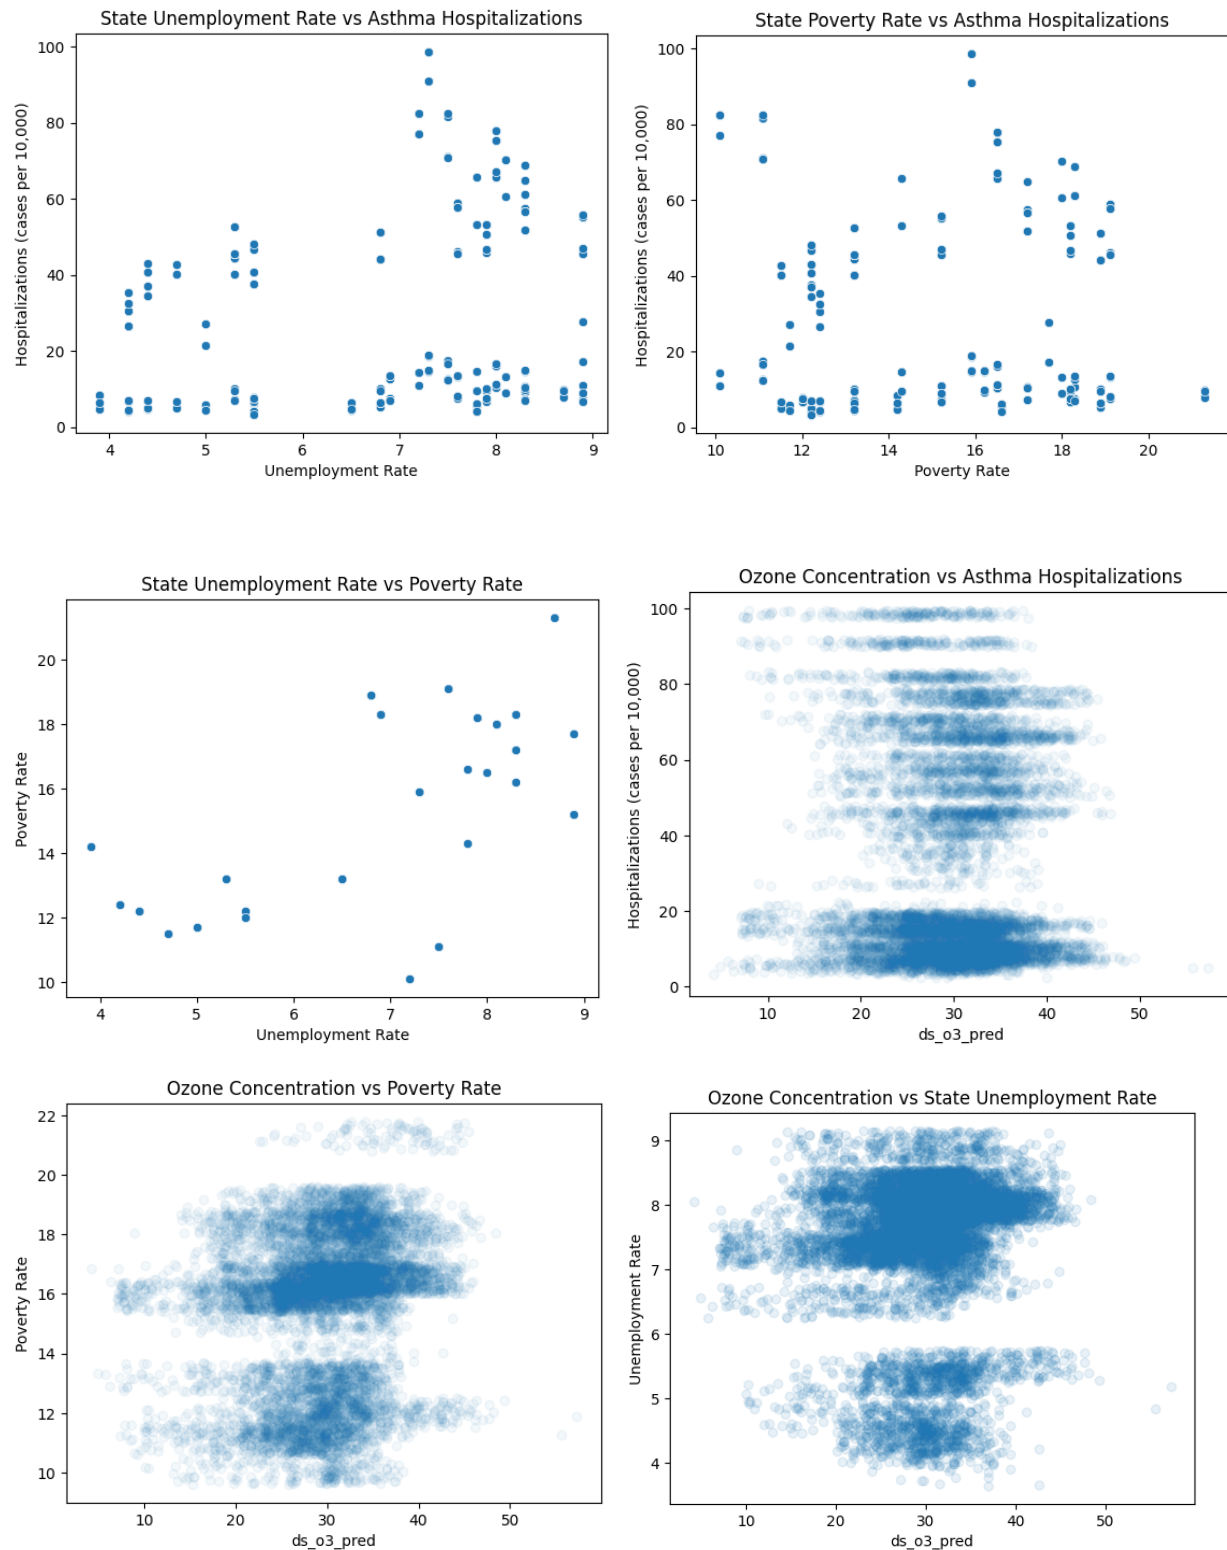 State Unemployment Rate vs Asthma Hospitalizations
Hospitalizations (cases per 10,000)
100
80
60
40
20
0
4 5 6 7 8 9
Unemployment Rate
State Poverty Rate vs Asthma Hospitalizations
Hospitalizations (cases per 10,000)
100
80
60
40
20
0
10 12 14 16 18 20
Poverty Rate
State Unemployment Rate vs Poverty Rate
Poverty Rate
20
18
16
14
12
10
4 5 6 7 8 9
Unemployment Rate
Ozone Concentration vs Asthma Hospitalizations
Hospitalizations (cases per 10,000)
100
80
60
40
20
0
10 20 30 40 50
ds_o3_pred
Ozone Concentration vs Poverty Rate
Poverty Rate
22
20
18
16
14
12
10
10 20 30 40 50
ds_o3_pred
Ozone Concentration vs State Unemployment Rate
Unemployment Rate
9
8
7
6
5
4
10 20 30 40 50
ds_o3_pred